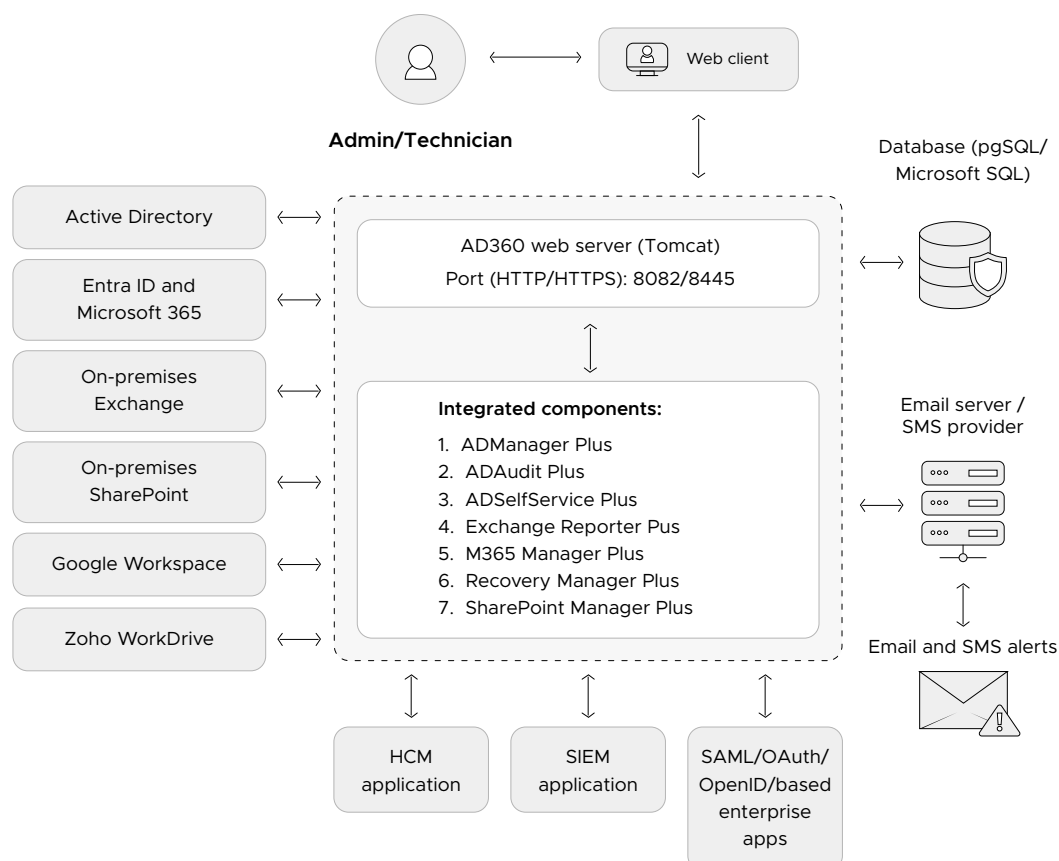 Web client
Admin/Technician
Database (pgSQL/
Microsoft SQL)
Active Directory
Entra ID and
Microsoft 365
On-premises
Exchange
On-premises
SharePoint
Google Workspace
Zoho WorkDrive
AD360 web server (Tomcat)
Port (HTTP/HTTPS): 8082/8445
Integrated components:
1. ADManager Plus
2. ADAudit Plus
3. ADSelfService Plus
4. Exchange Reporter Pus
5. M365 Manager Plus
6. Recovery Manager Plus
7. SharePoint Manager Plus
Email server /
SMS provider
Email and SMS alerts
HCM
application
SIEM
application
SAML/OAuth/
OpenID/based
enterprise
apps